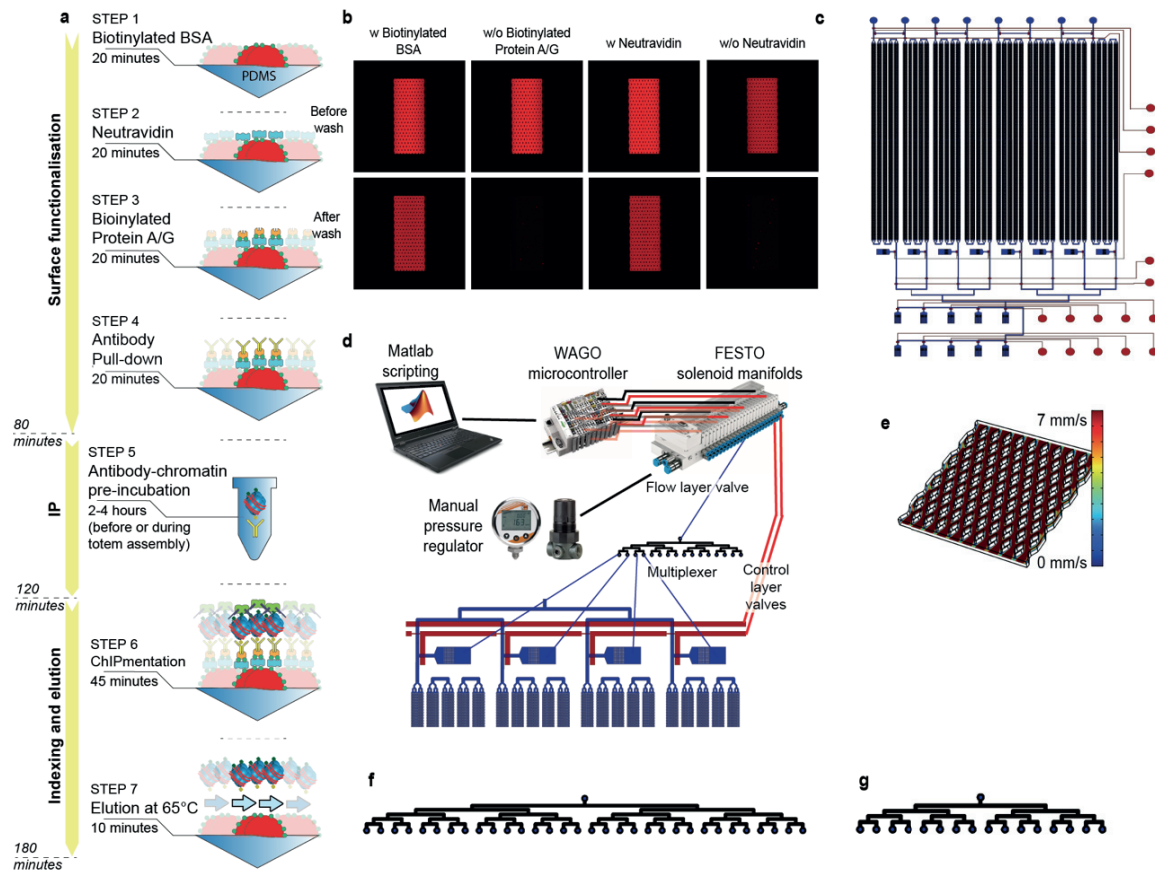 a
STEP 1
Biotinylated BSA
20 minutes
PDMS
STEP 2
Neutravidin
20 minutes
STEP 3
Bioinylated
Protein A/G
20 minutes
STEP 4
Antibody
Pull-down
20 minutes
Surface functionalisation
80
minutes
STEP 5
Antibody-chromatin
pre-incubation
2-4 hours
(before or during
totem assembly)
IP
120
minutes
STEP 6
ChIPmentation
45 minutes
STEP 7
Elution at 65°C
10 minutes
Indexing and elution
180
minutes
b
w Biotinylated
BSA
w/o Biotinylated
Protein A/G
w Neutravidin
w/o Neutravidin
Before
wash
After
wash
c
d
Matlab
scripting
WAGO
microcontroller
FESTO
solenoid manifolds
Manual
pressure
regulator
Flow layer valve
Multiplexer
Control
layer
valves
e
7 mm/s
0 mm/s
f
g